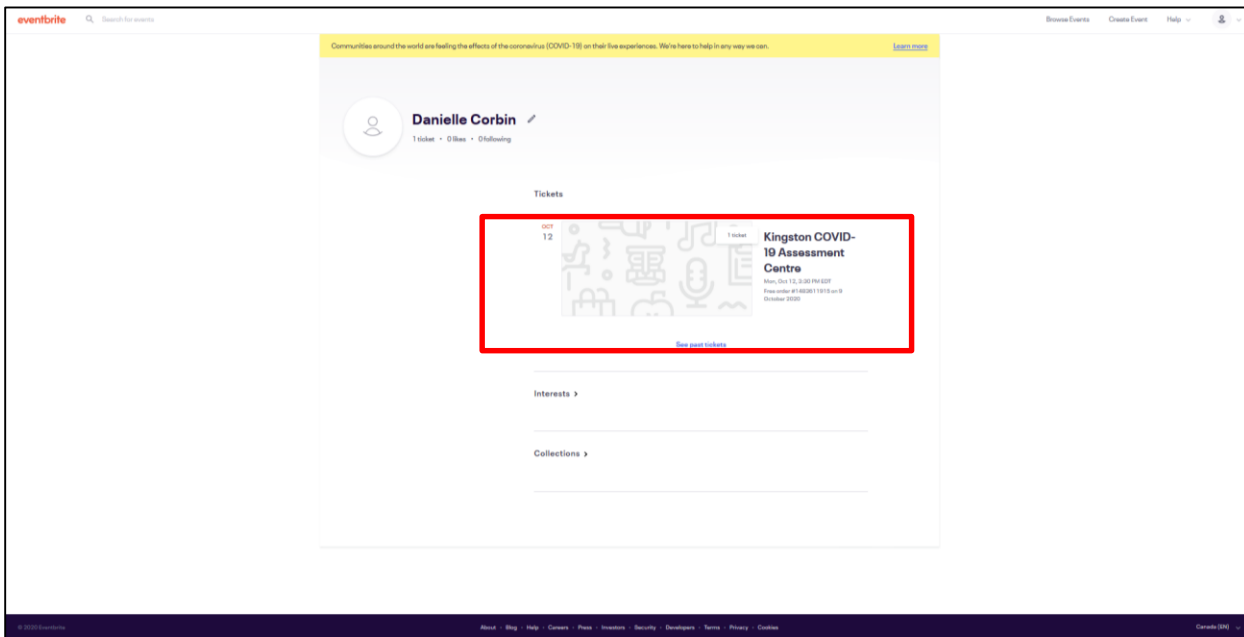 eventbrite
Search for events
Browse Events
Create Event
Help
Communities around the world are feeling the effects of the coronavirus (COVID-19) on their live experiences. We're here to help in any way we can.
Learn more
Danielle Corbin
1 ticket • 0 likes • 0 following
Tickets
OCT
12
1 ticket
Kingston COVID-
19 Assessment
Centre
Mon, Oct 12, 2:30 PM EDT
Free order on 9
October 2020
See past tickets
Interests
Collections
© 2020 Eventbrite
About • Blog • Help • Careers • Press • Investors • Security • Developers • Terms • Privacy • Cookies
Canada (EN)